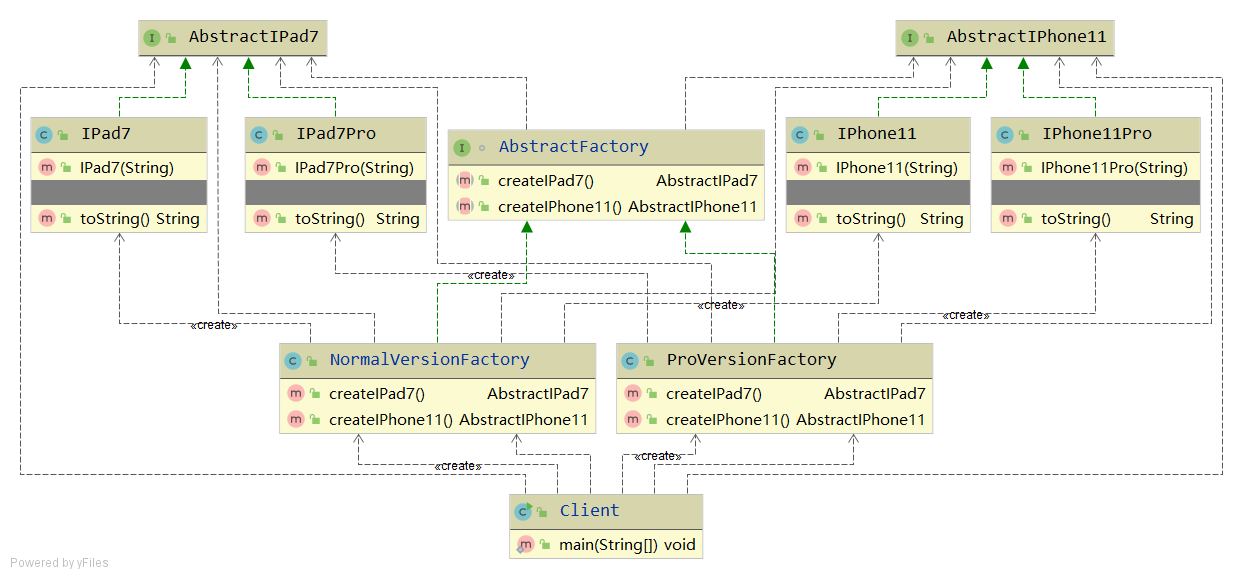 AbstractIPad7
AbstractIPhone11
IPad7
IPad7(String)
toString() String
IPad7Pro
IPad7Pro(String)
toString() String
AbstractFactory
createIPad7() AbstractIPad7
createIPhone11() AbstractIPhone11
IPhone11
IPhone11(String)
toString() String
IPhone11Pro
IPhone11Pro(String)
toString() String
«create»
«create»
«create»
«create»
NormalVersionFactory
createIPad7() AbstractIPad7
createIPhone11() AbstractIPhone11
ProVersionFactory
createIPad7() AbstractIPad7
createIPhone11() AbstractIPhone11
«create»
«create»
Client
main(String[]) void
Powered by yFiles